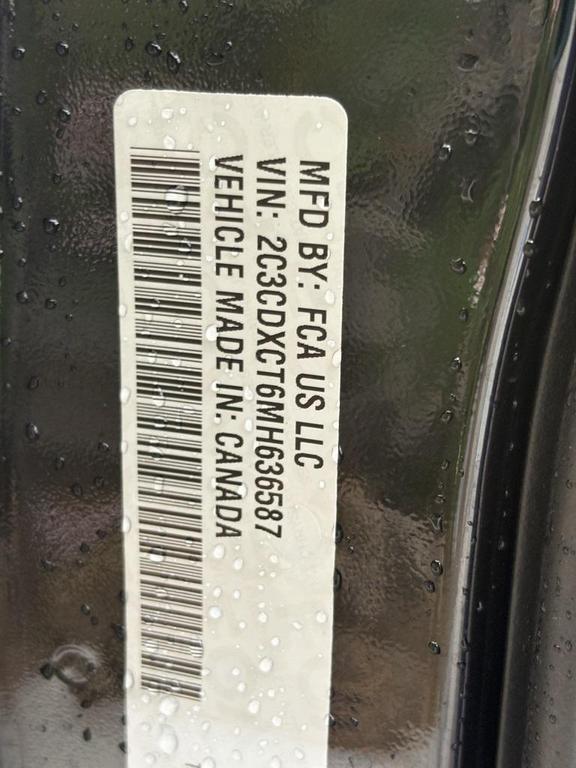 MFD BY: FCA US LLC
VIN: 2C3CDXCT6MH636587
VEHICLE MADE IN: CANADA